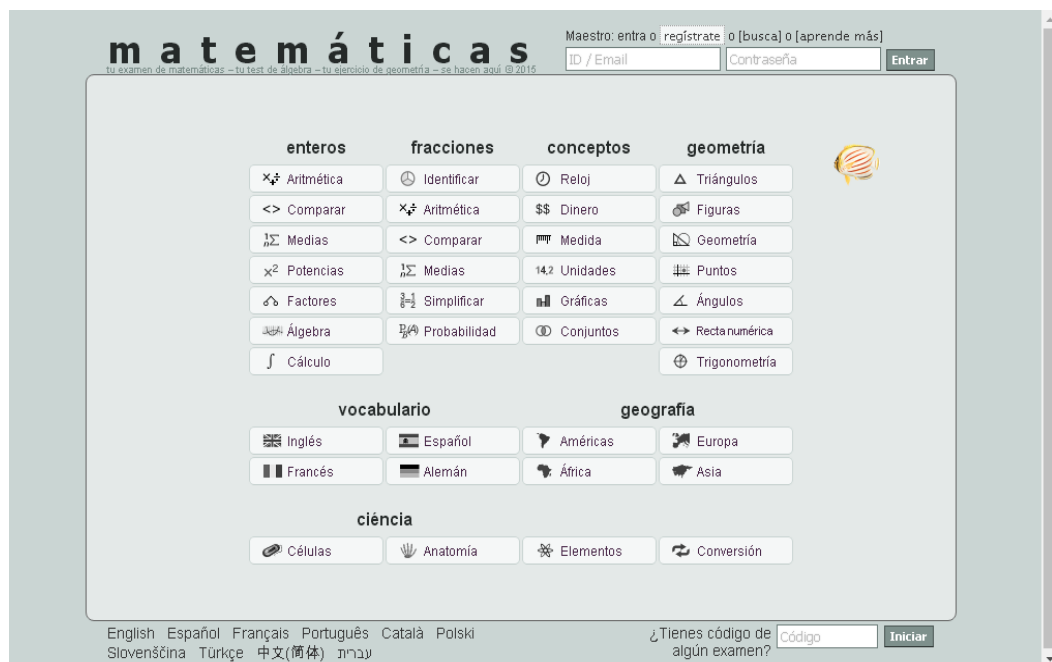 matemáticas
tu examen de matemáticas – tu test de álgebra – tu ejercicio de geometría – se hacen aquí @ 2015
Maestro: entra o regístrate o [busca] o [aprende más]
ID / Email Contraseña Entrar
enteros fracciones conceptos geometría
Aritmética Identificar Reloj Triángulos
<> Comparar Aritmética $$ Dinero Figuras
Medias <> Comparar Medida Geometría
x² Potencias Medias 14,2 Unidades Puntos
Factores Simplificar Gráficas Ángulos
Álgebra Probabilidad Conjuntos Recta numérica
∫ Cálculo Trigonometría
vocabulario geografía
Inglés Español Américas Europa
Francés Alemán África Asia
ciéncia
Células Anatomía Elementos Conversión
English Español Français Português Català Polski
Slovenščina Türkçe 中文(简体) עברית
¿Tienes código de
algún examen? Código Iniciar